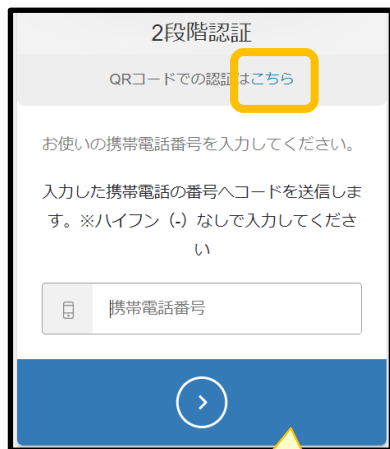 2段階認証
QRコードでの認証はこちら
お使いの携帯電話番号を入力してください。
入力した携帯電話の番号へコードを送信しま
す。※ハイフン（-）なしで入力してくださ
い
携帯電話番号